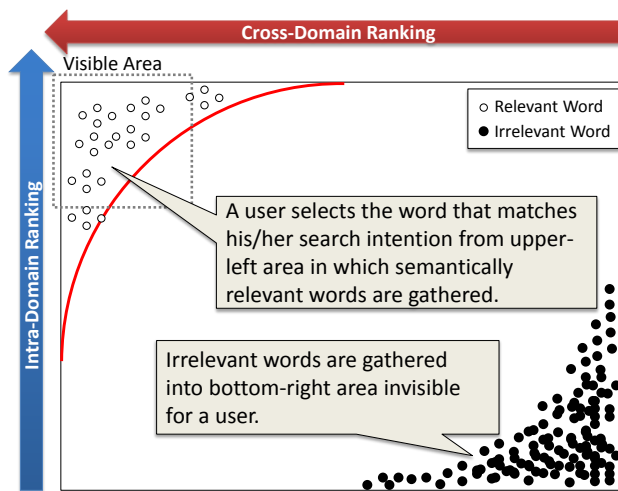 Cross-Domain Ranking
Visible Area
Relevant Word
Irrelevant Word
Intra-Domain Ranking
A user selects the word that matches
his/her search intention from upper-
left area in which semantically
relevant words are gathered.
Irrelevant words are gathered
into bottom-right area invisible
for a user.